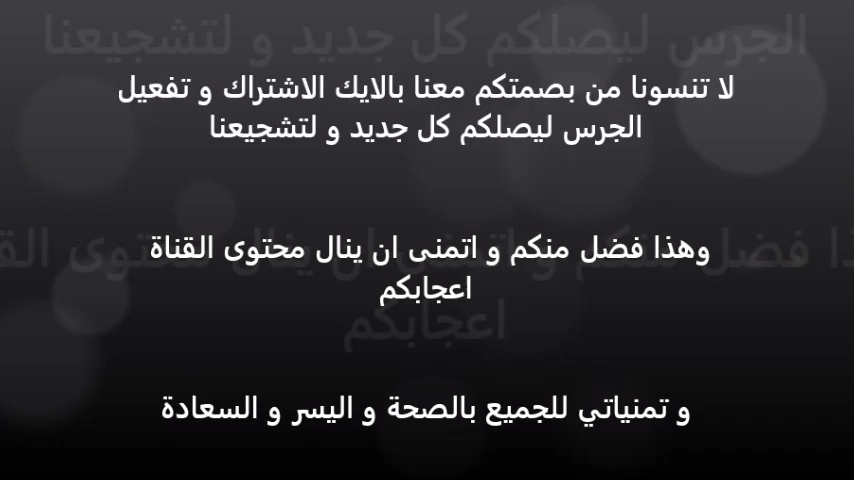 لا تنسونا من بصمتكم معنا بالايك الاشتراك و تفعيل
الجرس ليصلكم كل جديد و لتشجيعنا
وهذا فضل منكم و اتمنى ان ينال محتوى القناة
اعجابكم
و تمنياتي للجميع بالصحة و اليسر و السعادة